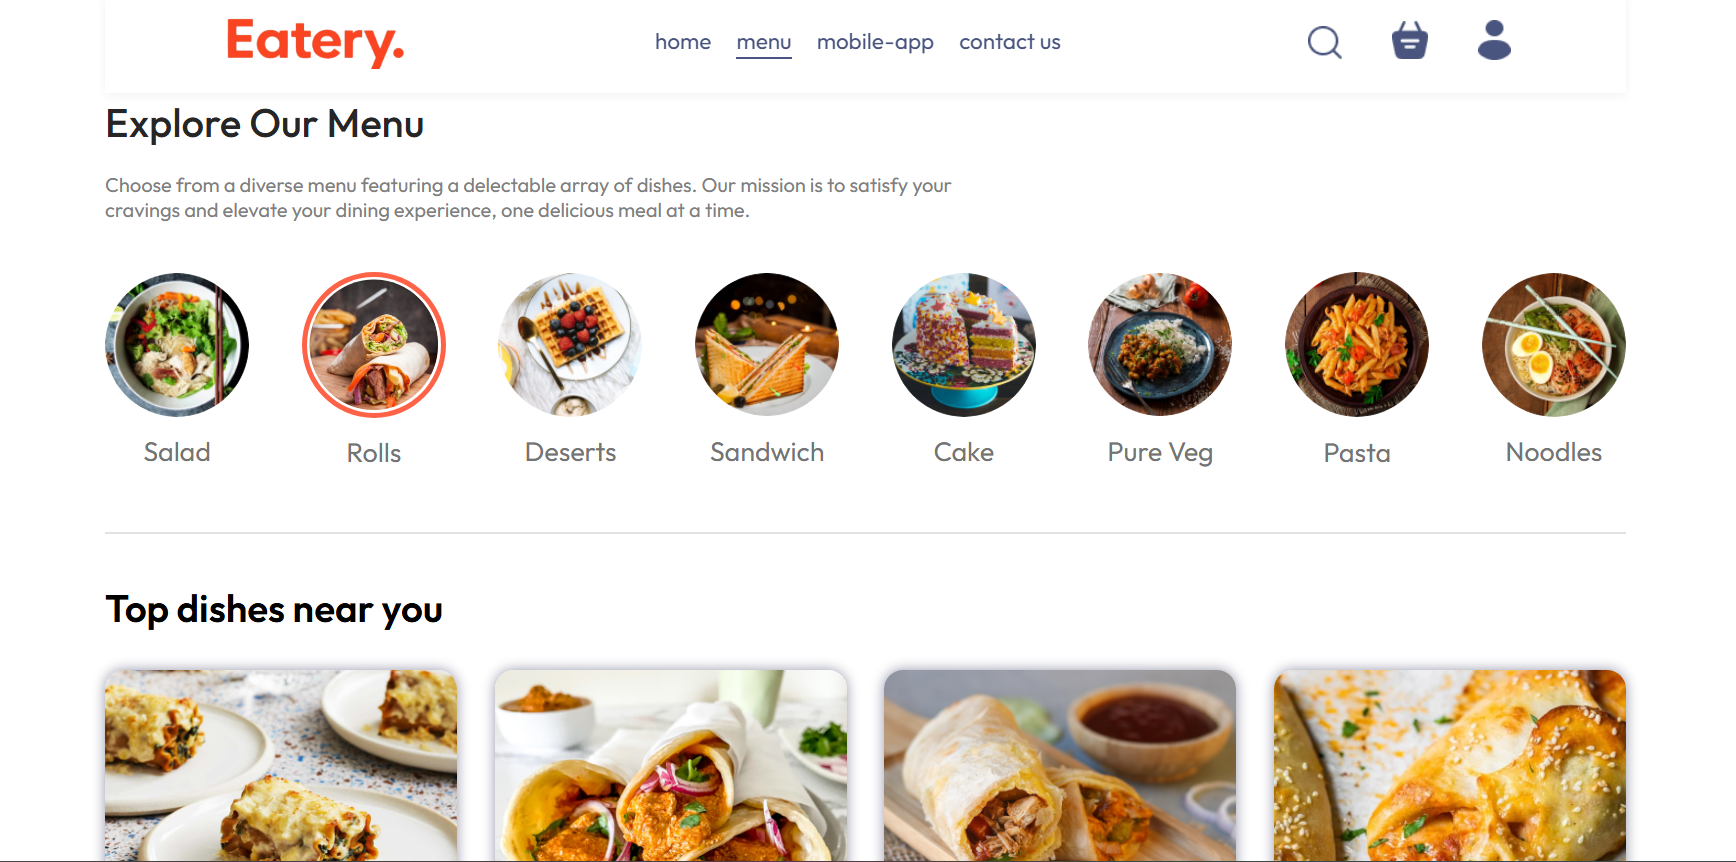 Eatery.
home menu mobile-app contact us
Explore Our Menu
Choose from a diverse menu featuring a delectable array of dishes. Our mission is to satisfy your
cravings and elevate your dining experience, one delicious meal at a time.
Salad Rolls Deserts Sandwich Cake Pure Veg Pasta Noodles
Top dishes near you